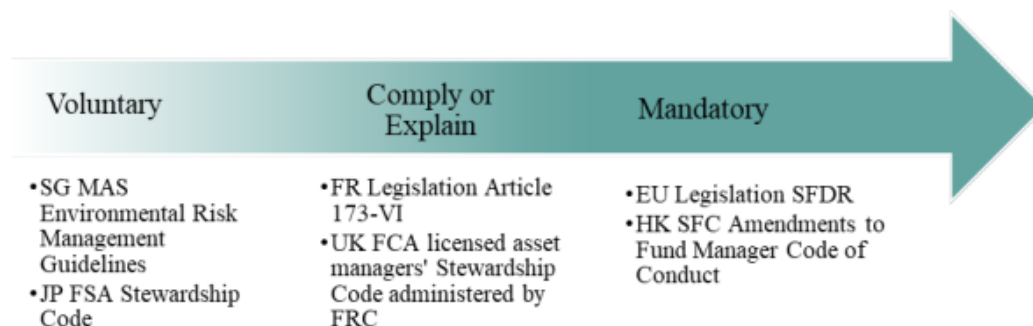 Voluntary
Comply or
Explain
Mandatory
•SG MAS
Environmental Risk
Management
Guidelines
•JP FSA Stewardship
Code
•FR Legislation Article
173-VI
•UK FCA licensed asset
managers' Stewardship
Code administered by
FRC
•EU Legislation SFDR
•HK SFC Amendments to
Fund Manager Code of
Conduct